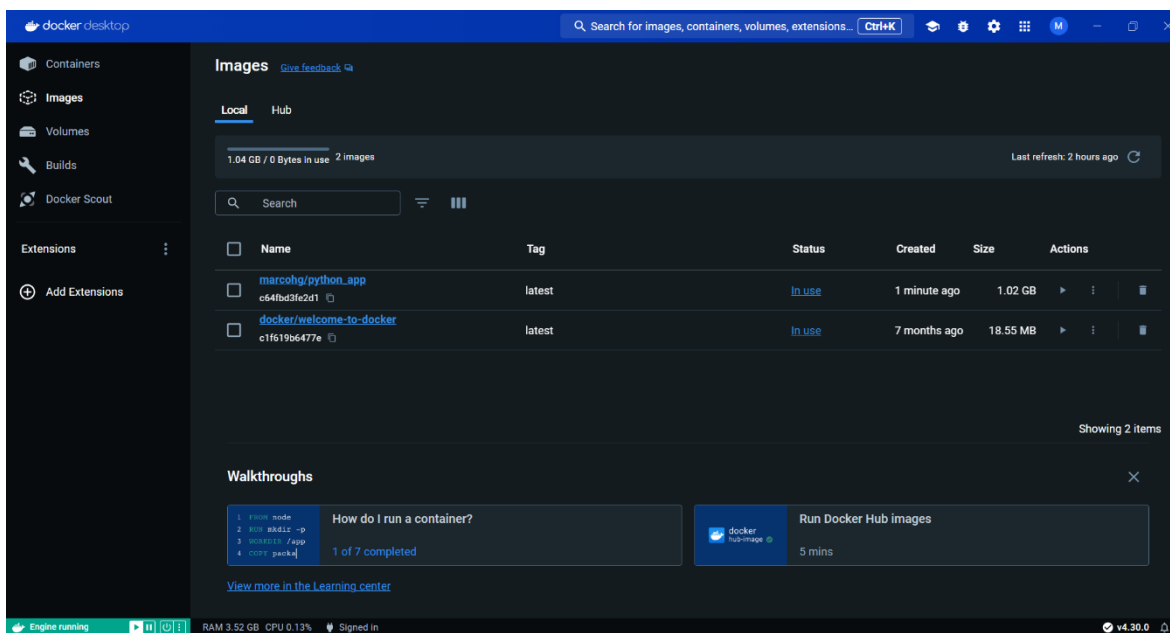 docker desktop
Search for images, containers, volumes, extensions... Ctrl+K
M
Containers
Images
Volumes
Builds
Docker Scout
Extensions
Add Extensions
Images Give feedback
Local Hub
1.04 GB / 0 Bytes in use 2 images
Last refresh: 2 hours ago
Search
Name Tag Status Created Size Actions
marcohg/python_app
c64fbd3fe2d1
latest In use 1 minute ago 1.02 GB
docker/welcome-to-docker
c1f619b6477e
latest In use 7 months ago 18.55 MB
Showing 2 items
Walkthroughs
1 FROM node
2 RUN mkdir -p
3 WORKDIR /app
4 COPY packa
How do I run a container?
1 of 7 completed
docker
hub-image
Run Docker Hub images
5 mins
View more in the Learning center
Engine running
RAM 3.52 GB CPU 0.13% Signed in
v4.30.0